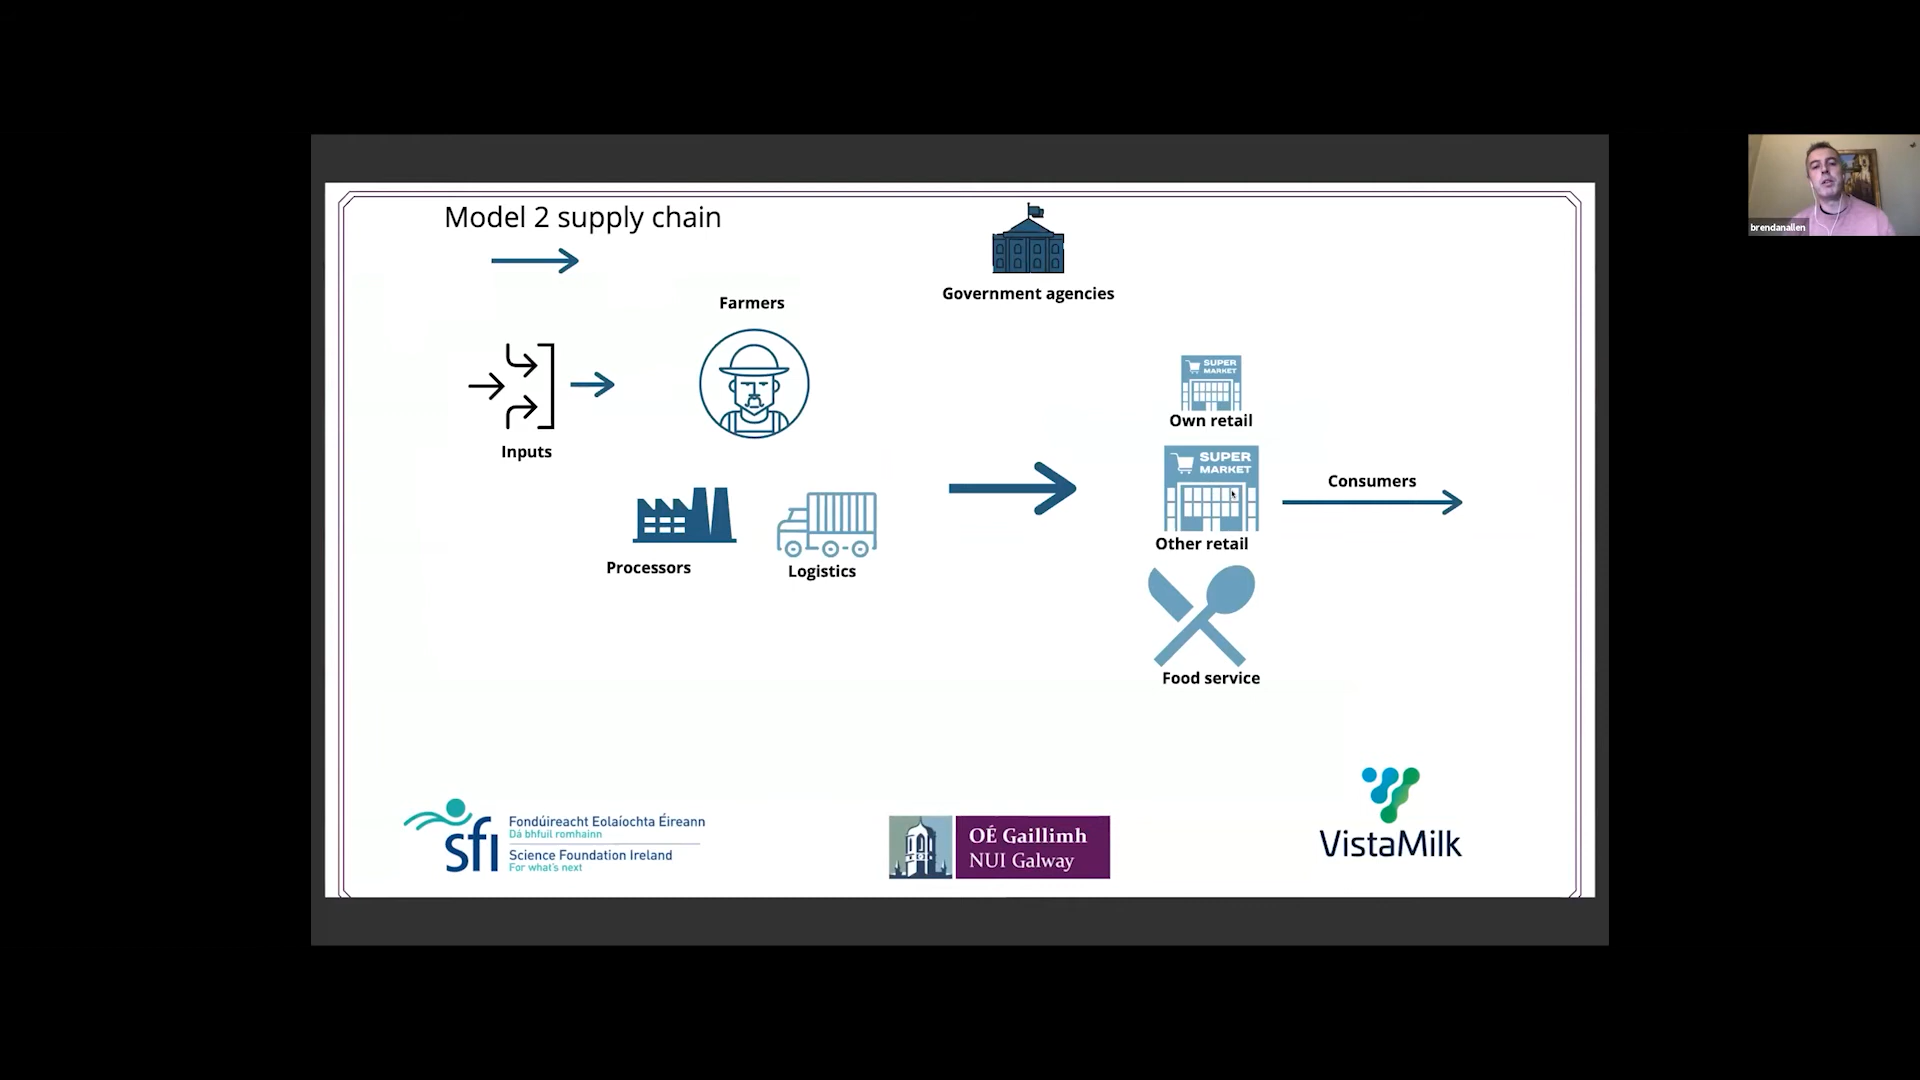 Model 2 supply chain
Government agencies
Farmers
Inputs
Processors
Logistics
SUPER
MARKET
Own retail
SUPER
MARKET
Other retail
Food service
Consumers
sfi
Fondúireacht Eolaíochta Éireann
Dá bhfuil romhainn
Science Foundation Ireland
For what's next
OÉ Gaillimh
NUI Galway
VistaMilk
brendanallen